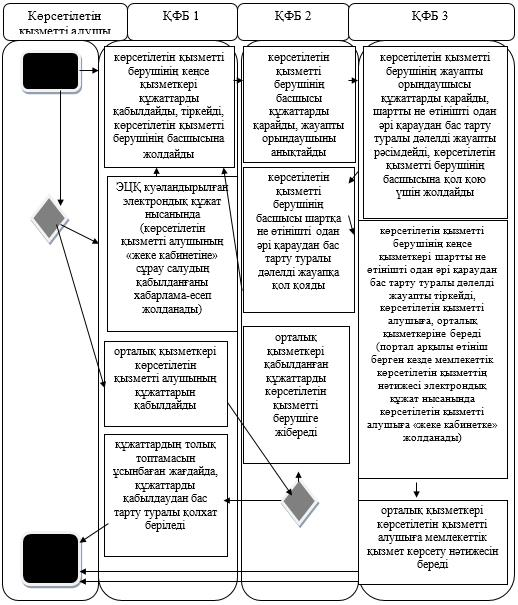 Көрсетілетін
қызметті алушы
ҚФБ 1
ҚФБ 2
ҚФБ 3
көрсетілетін қызметті
берушінің кеңсе
қызметкері
құжаттарды
қабылдайды, тіркейді,
көрсетілетін қызметті
берушінің басшысына
жолдайды
көрсетілетін
қызметті
берушінің
басшысы
құжаттарды
қарайды, жауапты
орындаушыны
анықтайды
көрсетілетін қызметті
берушінің жауапты
орындаушысы
құжаттарды қарайды,
шартты не өтінішті одан
әрі қараудан бас тарту
туралы дәлелді жауапты
рәсімдейді, көрсетілетін
қызметті берушінің
басшысына қол қою
үшін жолдайды
ЭЦҚ куәландырылған
электрондық құжат
нысанында
(көрсетілетін
қызметті алушының
«жеке кабинетіне»
сұрау салудың
қабылданғаны
хабарлама-есеп
жолданады)
көрсетілетін
қызметті
берушінің
басшысы шартқа
не өтінішті одан
әрі қараудан бас
тарту туралы
дәлелді жауапқа
қол қояды
көрсетілетін қызметті
берушінің кеңсе
қызметкері шартты не
өтінішті одан әрі қараудан
бас тарту туралы дәлелді
жауапты тіркейді,
көрсетілетін қызметті
алушыға, орталық
қызметкеріне береді
(портал арқылы өтініш
берген кезде мемлекеттік
көрсетілетін қызметтің
нәтижесі электрондық
құжат нысанында
көрсетілетін қызметті
алушыға «жеке кабинетке»
жолданады)
орталық қызметкері
көрсетілетін
қызметті алушының
құжаттарын
қабылдайды
орталық
қызметкері
қабылданған
құжаттарды
көрсетілетін
қызметті
берушіге
жібереді
құжаттардың толық
топтамасын
ұсынбаған жағдайда,
құжаттарды
қабылдаудан бас
тарту туралы қолхат
беріледі
орталық қызметкері
көрсетілетін қызметті
алушыға мемлекеттік
қызмет көрсету нәтижесін
береді